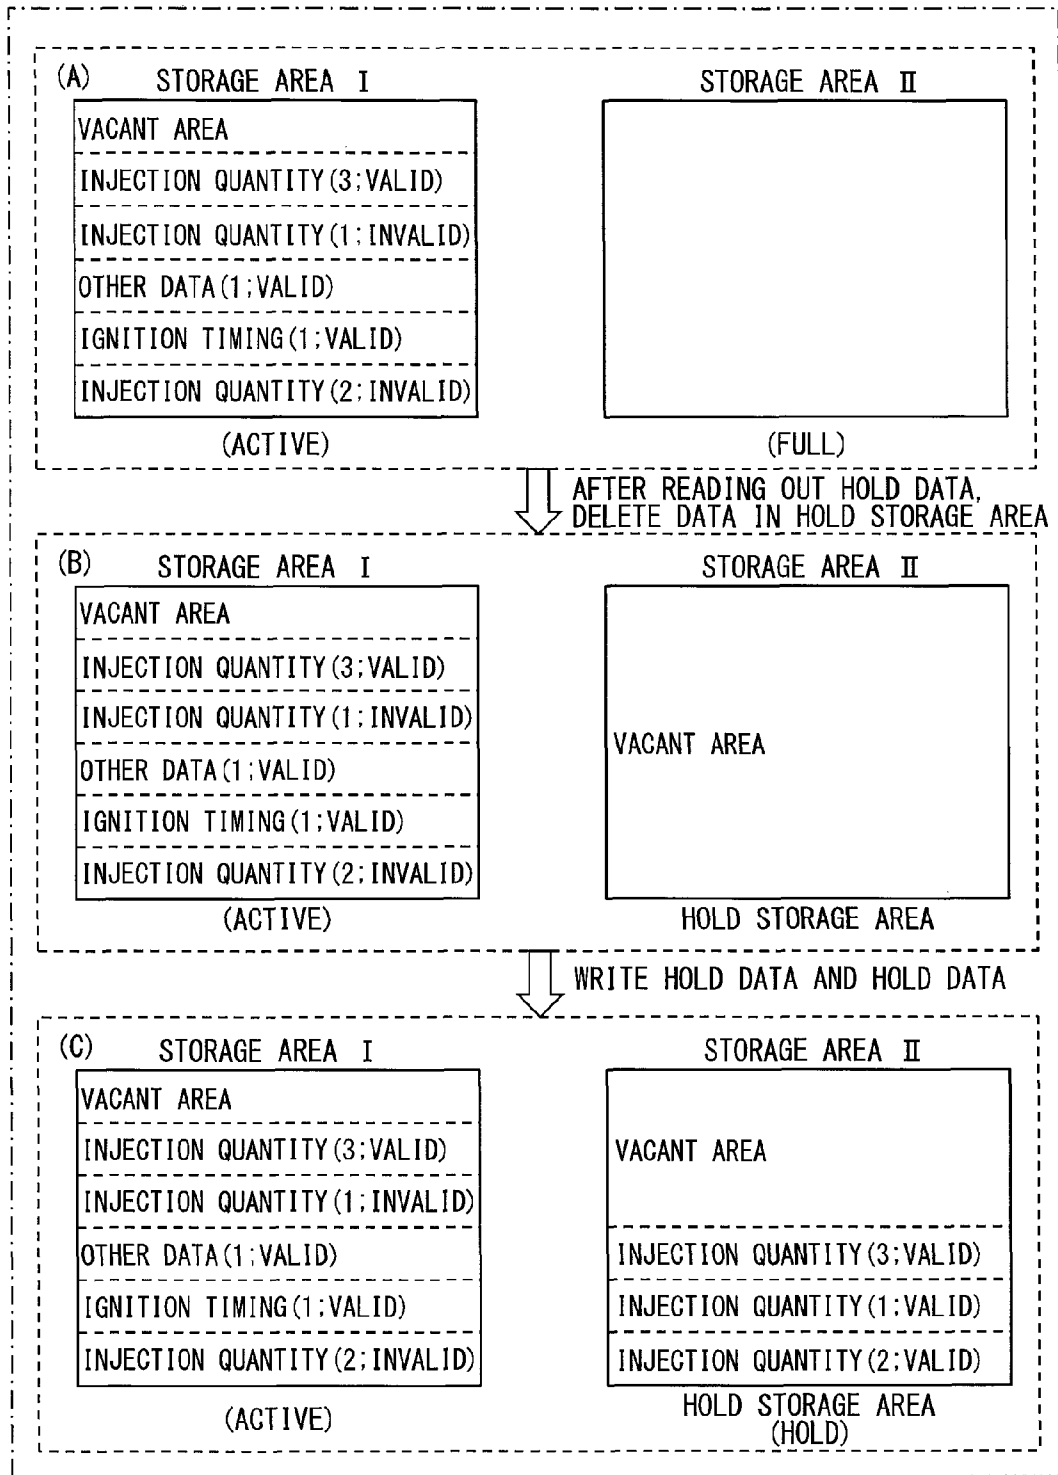 (A)
STORAGE AREA I
STORAGE AREA II
VACANT AREA
INJECTION QUANTITY(3;VALID)
INJECTION QUANTITY(1;INVALID)
OTHER DATA(1;VALID)
IGNITION TIMING(1;VALID)
INJECTION QUANTITY(2;INVALID)
(ACTIVE)
(FULL)
AFTER READING OUT HOLD DATA,
DELETE DATA IN HOLD STORAGE AREA
(B)
STORAGE AREA I
STORAGE AREA II
VACANT AREA
INJECTION QUANTITY(3;VALID)
INJECTION QUANTITY(1;INVALID)
OTHER DATA(1;VALID)
IGNITION TIMING(1;VALID)
INJECTION QUANTITY(2;INVALID)
(ACTIVE)
VACANT AREA
HOLD STORAGE AREA
WRITE HOLD DATA AND HOLD DATA
(C)
STORAGE AREA I
STORAGE AREA II
VACANT AREA
INJECTION QUANTITY(3;VALID)
INJECTION QUANTITY(1;INVALID)
OTHER DATA(1;VALID)
IGNITION TIMING(1;VALID)
INJECTION QUANTITY(2;INVALID)
(ACTIVE)
VACANT AREA
INJECTION QUANTITY(3;VALID)
INJECTION QUANTITY(1;VALID)
INJECTION QUANTITY(2;VALID)
HOLD STORAGE AREA
(HOLD)